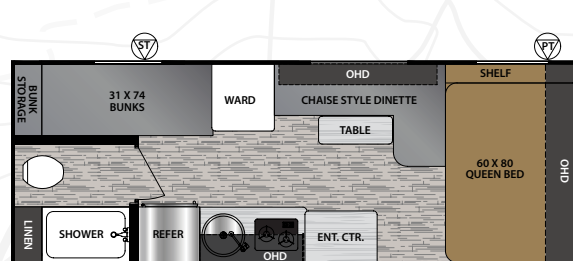 ST
PT
BUNK
STORAGE
31 X 74
BUNKS
WARD
OHD
CHAISE STYLE DINETTE
TABLE
SHELF
60 X 80
QUEEN BED
OHD
LINEN
SHOWER
REFER
OHD
ENT. CTR.